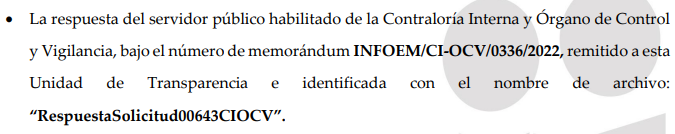 • La respuesta del servidor público habilitado de la Contraloría Interna y Órgano de Control
y Vigilancia, bajo el número de memorándum INFOEM/CI-OCV/0336/2022, remitido a esta
Unidad de Transparencia e identificada con el nombre de archivo:
“RespuestaSolicitud00643CIOCV”.